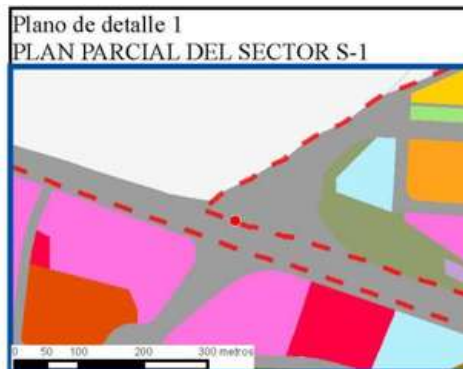 Plano de detalle 1
PLAN PARCIAL DEL SECTOR S-1
0 50 100 200 300 metros